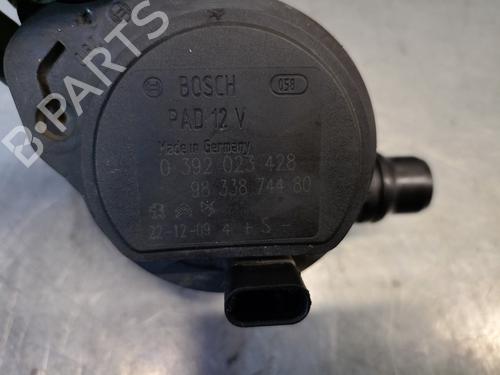 BOSCH
058
PAD 12 V
Made in Germany
0 392 023 428
98 338 744 80
22-12-09 4 + S -
B-PARTS